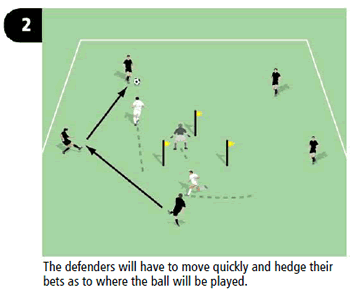 2
The defenders will have to move quickly and hedge their
bets as to where the ball will be played.